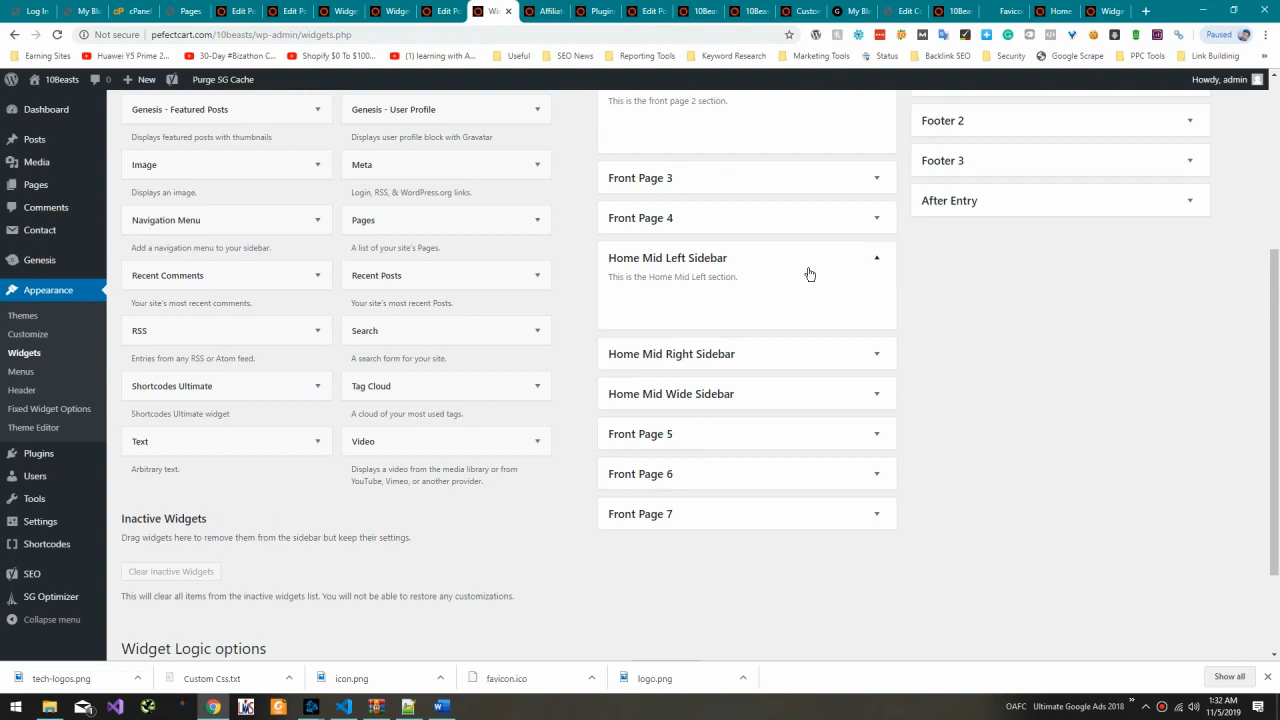 Log In
My Blo
cPanel
Pages
Edit Po
Edit Po
Widg
Widge
Edit Po
Wi
Affiliat
Plugin
Edit Po
10Bea
10Bea
Custon
My Blo
Edit Ca
10Bea
Favico
Home
Widge
Not secure
pefectcart.com/10beasts/wp-admin/widgets.php
Paused
Earning Sites
Huawei Y5 Prime 2...
30-Day #Bizathon C...
Shopify $0 To $100...
(1) learning with A...
Useful
SEO News
Reporting Tools
Keyword Research
Marketing Tools
Status
Backlink SEO
Security
Google Scrape
PPC Tools
Link Building
10Beasts
0
New
Purge SG Cache
Howdy, admin
Dashboard
Posts
Media
Pages
Comments
Contact
Genesis
Appearance
Themes
Customize
Widgets
Menus
Header
Fixed Widget Options
Theme Editor
Plugins
Users
Tools
Settings
Shortcodes
SEO
SG Optimizer
Collapse menu
Genesis - Featured Posts
Genesis - User Profile
Displays featured posts with thumbnails
Displays user profile block with Gravatar
Image
Meta
Displays an image.
Login, RSS, & WordPress.org links.
Navigation Menu
Pages
Add a navigation menu to your sidebar.
A list of your site's Pages.
Recent Comments
Recent Posts
Your site's most recent comments.
Your site's most recent Posts.
RSS
Search
Entries from any RSS or Atom feed.
A search form for your site.
Shortcodes Ultimate
Tag Cloud
Shortcodes Ultimate widget
A cloud of your most used tags.
Text
Video
Arbitrary text.
Displays a video from the media library or from
YouTube, Vimeo, or another provider.
Inactive Widgets
Drag widgets here to remove them from the sidebar but keep their settings.
Clear Inactive Widgets
This will clear all items from the inactive widgets list. You will not be able to restore any customizations.
Widget Logic options
This is the front page 2 section.
Front Page 3
Front Page 4
Home Mid Left Sidebar
This is the Home Mid Left section.
Home Mid Right Sidebar
Home Mid Wide Sidebar
Front Page 5
Front Page 6
Front Page 7
Footer 2
Footer 3
After Entry
tech-logos.png
Custom Css.txt
icon.png
favicon.ico
logo.png
Show all
OAFC
Ultimate Google Ads 2018
1:32 AM
11/5/2019